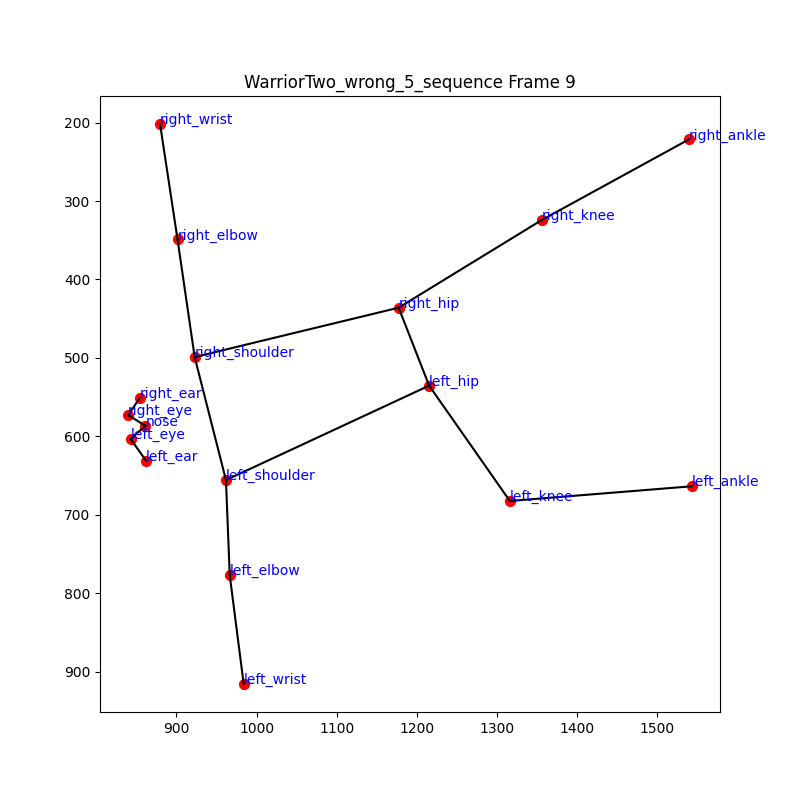 WarriorTwo_wrong_5_sequence Frame 9
200
300
400
500
600
700
800
900
right_wrist
right_ankle
right_knee
right_elbow
right_hip
right_shoulder
left_hip
right_ear
right_eye
nose
left_eye
left_ear
left_shoulder
left_ankle
left_knee
left_elbow
left_wrist
900
1000
1100
1200
1300
1400
1500